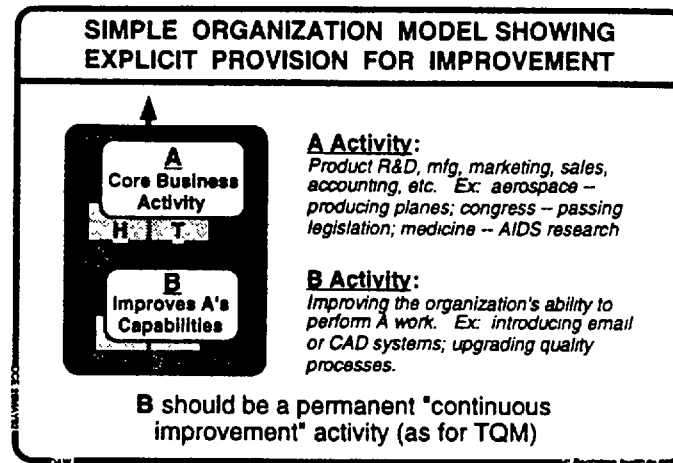 SIMPLE ORGANIZATION MODEL SHOWING
EXPLICIT PROVISION FOR IMPROVEMENT
A
Core Business
Activity
H T
B
Improves A's
Capabilities
A Activity:
Product R&D, mfg, marketing, sales,
accounting, etc. Ex: aerospace –
producing planes; congress – passing
legislation; medicine – AIDS research
B Activity:
Improving the organization's ability to
perform A work. Ex: introducing email
or CAD systems; upgrading quality
processes.
B should be a permanent "continuous
improvement" activity (as for TQM)